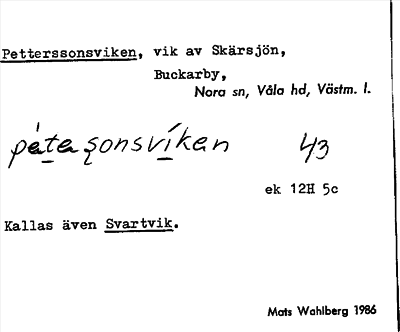 Petterssonsviken, vik av Skärsjön,
Buckarby,
Nora sn, Våla hd, Västm. l.
pétersonsvíken 43
ek 12H 5c
Kallas även Svartvik.
Mats Wahlberg 1986